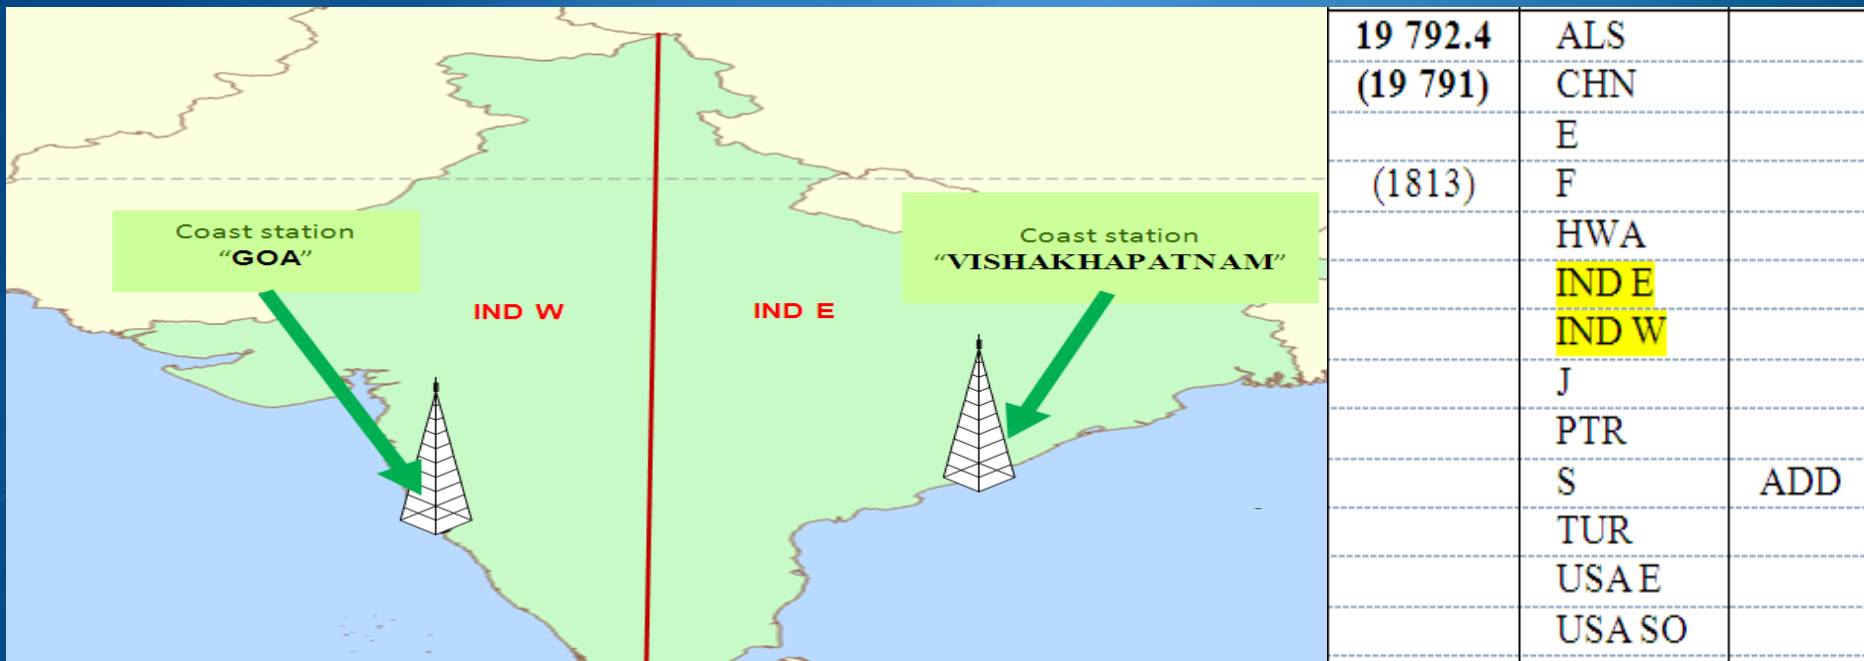 Coast station
“GOA”
IND W
IND E
Coast station
“VISHAKHAPATNAM”
19 792.4 ALS
(19 791) CHN
E
(1813) F
HWA
IND E
IND W
J
PTR
S ADD
TUR
USA E
USA SO